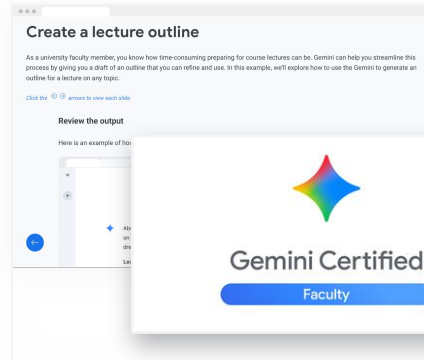 Create a lecture outline
As a university faculty member, you know how time-consuming preparing for course lectures can be. Gemini can help you streamline this
process by giving you a draft of an outline that you can refine and use. In this example, we'll explore how to use the Gemini to generate an
outline for a lecture on any topic.
Click the ← → arrows to view each slide.
Review the output
Here is an example of how
Gemini Certified
Faculty